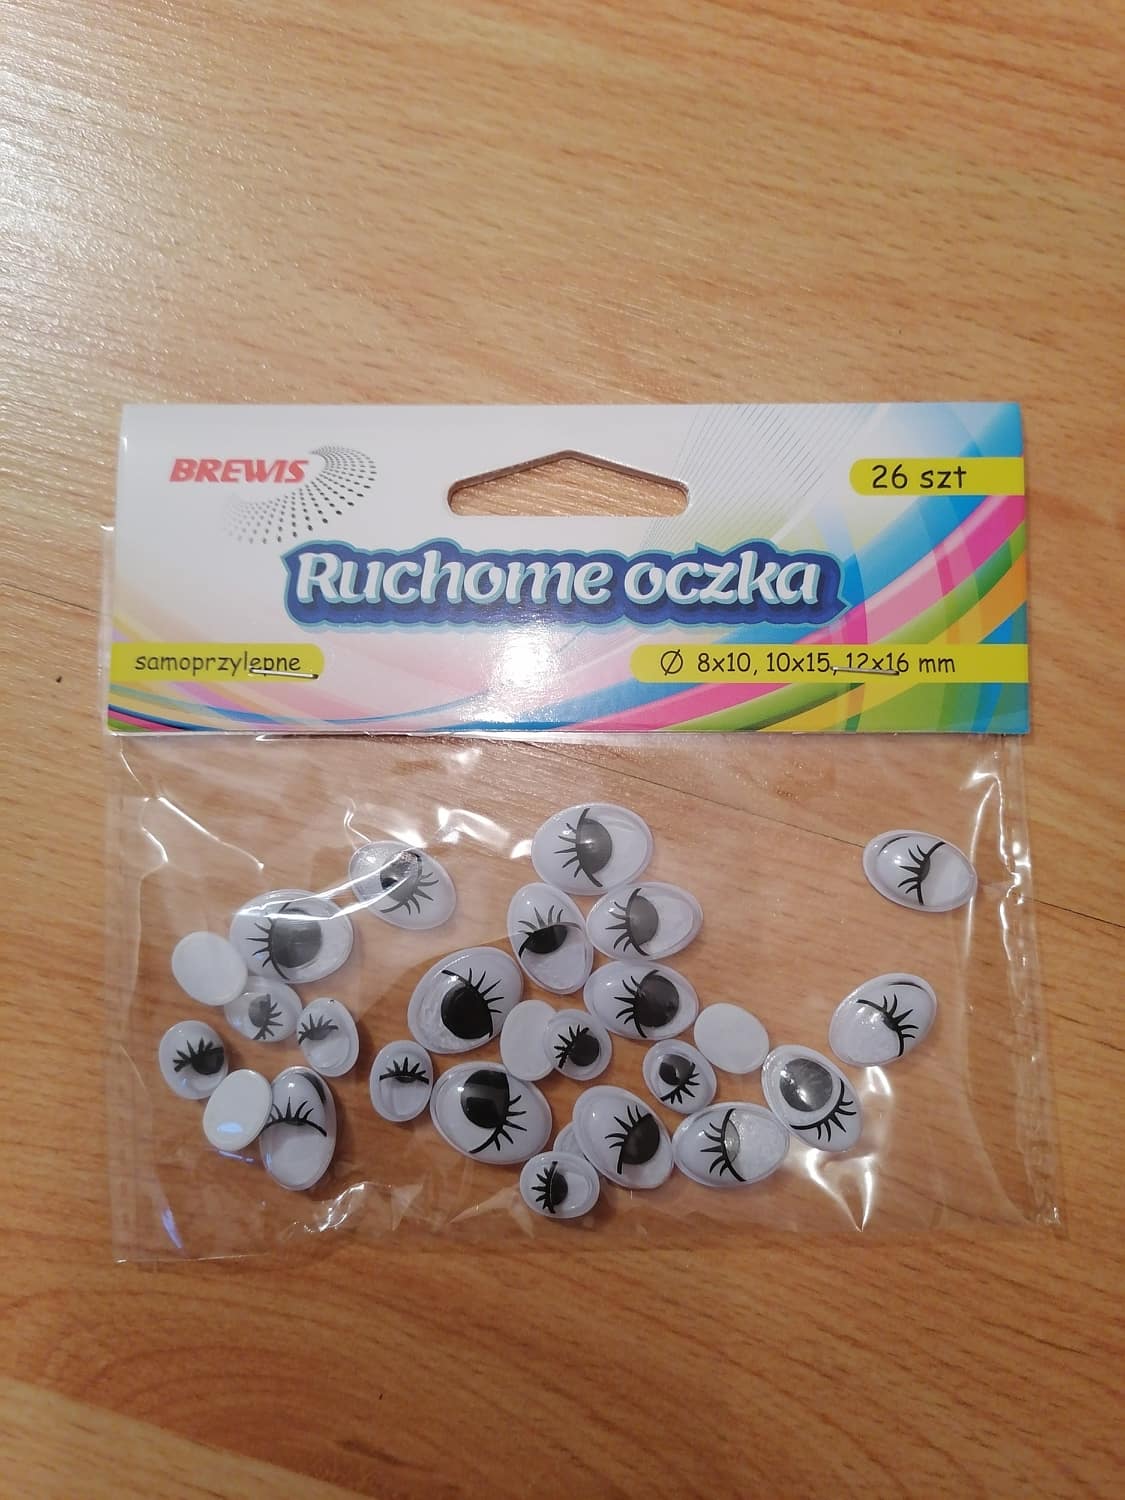 BREWIS
26 szt
Ruchome oczka
samoprzylepne
Ø 8x10, 10x15, 12x16 mm